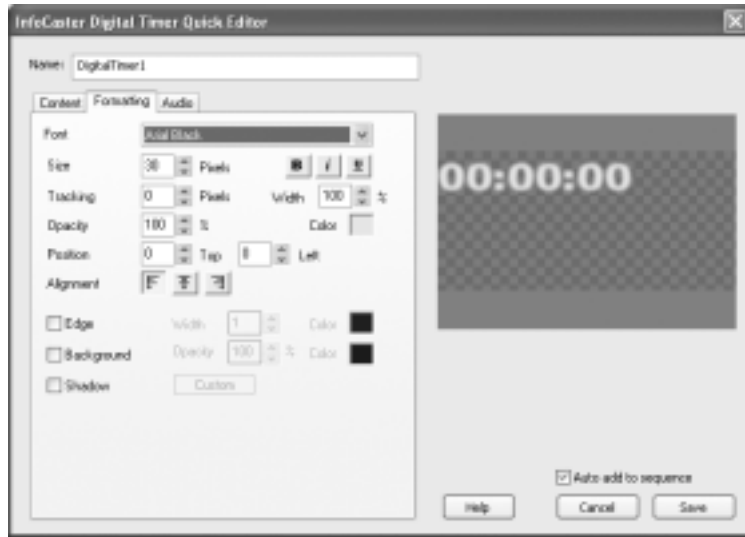 InfoCaster Digital Timer Quick Editor
Name: DigitalTimer1
Content Formatting Audio
Font Arial Black
Size 30 Pixels B I U
Tracking 0 Pixels Width 100 %
Opacity 100 % Color
Position 0 Top 0 Left
Alignment
Edge Width 1 Color
Background Opacity 100 % Color
Shadow Custom
00:00:00
Auto add to sequence
Help Cancel Save